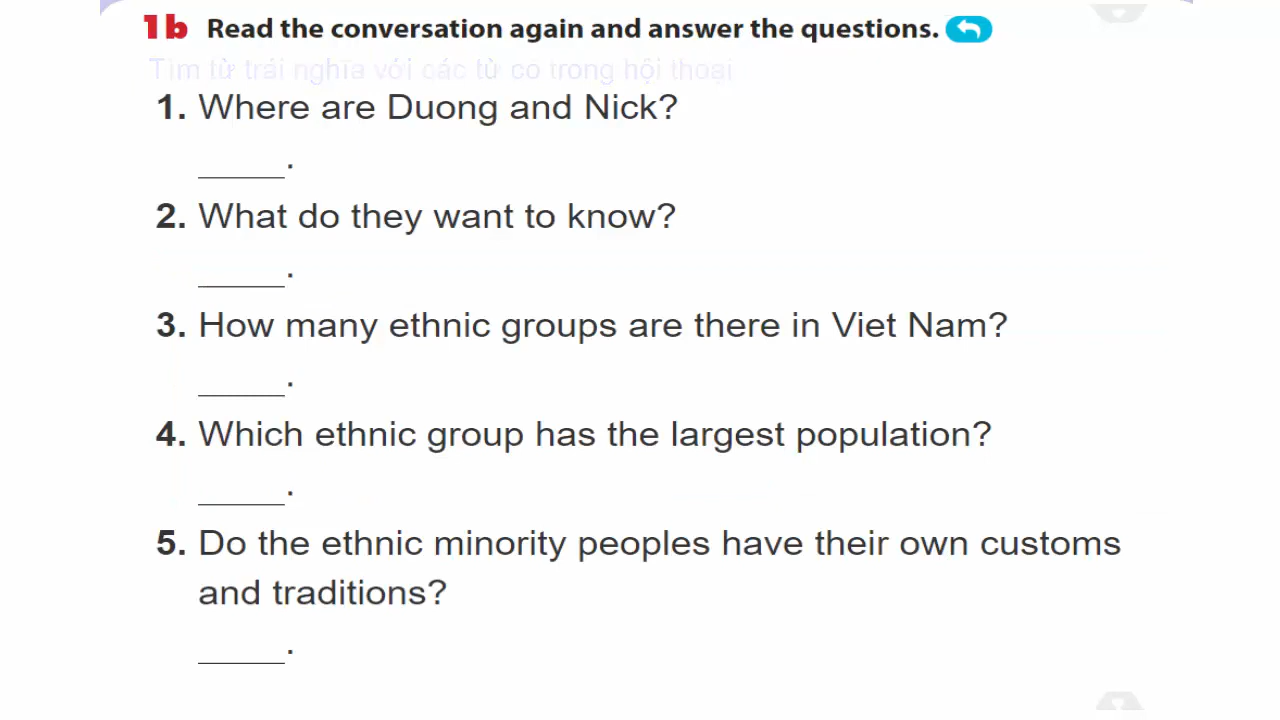 1b Read the conversation again and answer the questions.
Tìm từ trái nghĩa với các từ co trong hội thoại
1. Where are Duong and Nick?
_____.
2. What do they want to know?
_____.
3. How many ethnic groups are there in Viet Nam?
_____.
4. Which ethnic group has the largest population?
_____.
5. Do the ethnic minority peoples have their own customs
and traditions?
_____.